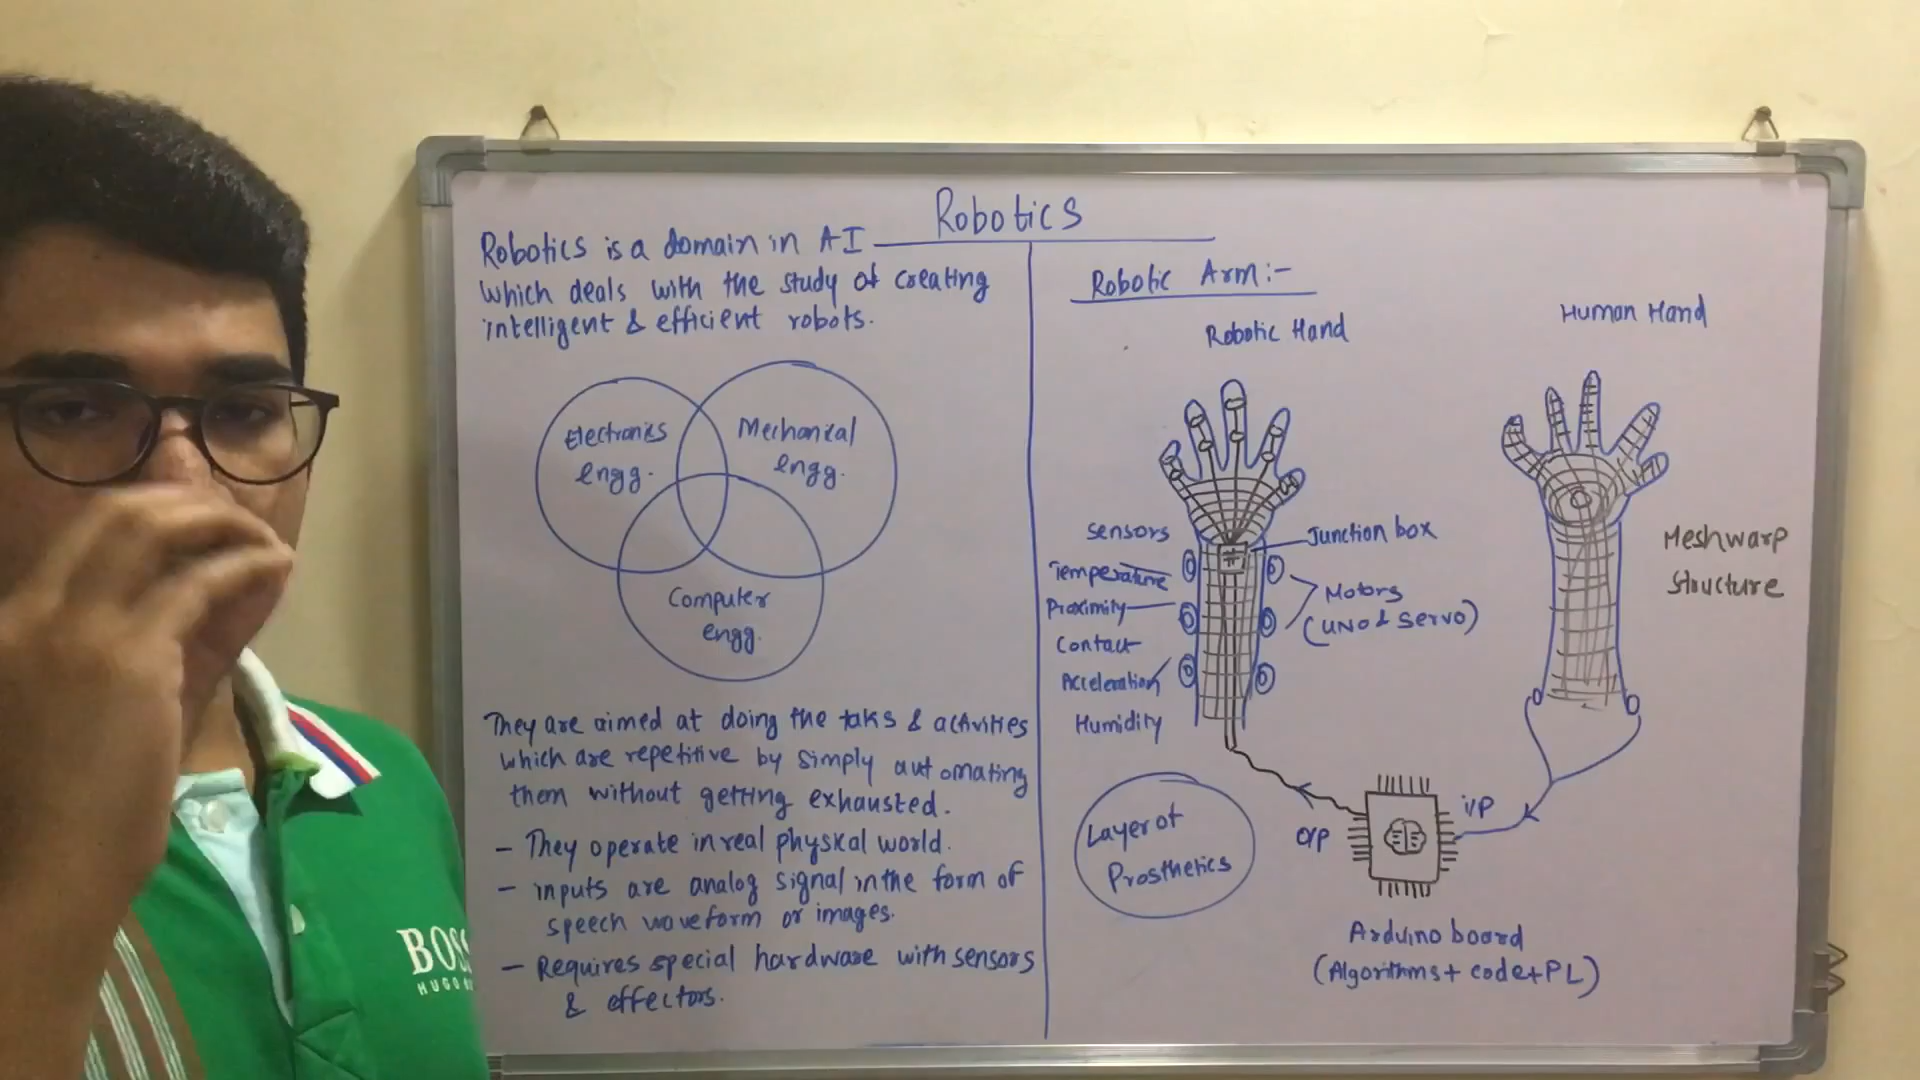 Robotics
Robotics is a domain in AI
which deals with the study of creating
intelligent & efficient robots.
Electronics
engg.
Mechanical
engg.
Computer
engg.
They are aimed at doing the taks & activities
which are repetitive by simply automating
them without getting exhausted.
- They operate in real physical world.
- inputs are analog signal in the form of
speech waveform or images.
- Requires special hardware with sensors
& effectors.
Robotic Arm:-
Robotic Hand
Human Hand
Sensors
Temperature
Proximity
Contact
Acceleration
Humidity
Junction box
Motors
(UNO & Servo)
Meshwarp
Structure
Layer of
Prosthetics
O/P
i/P
Arduino board
(Algorithms + code + PL)
BOSS
HUGO